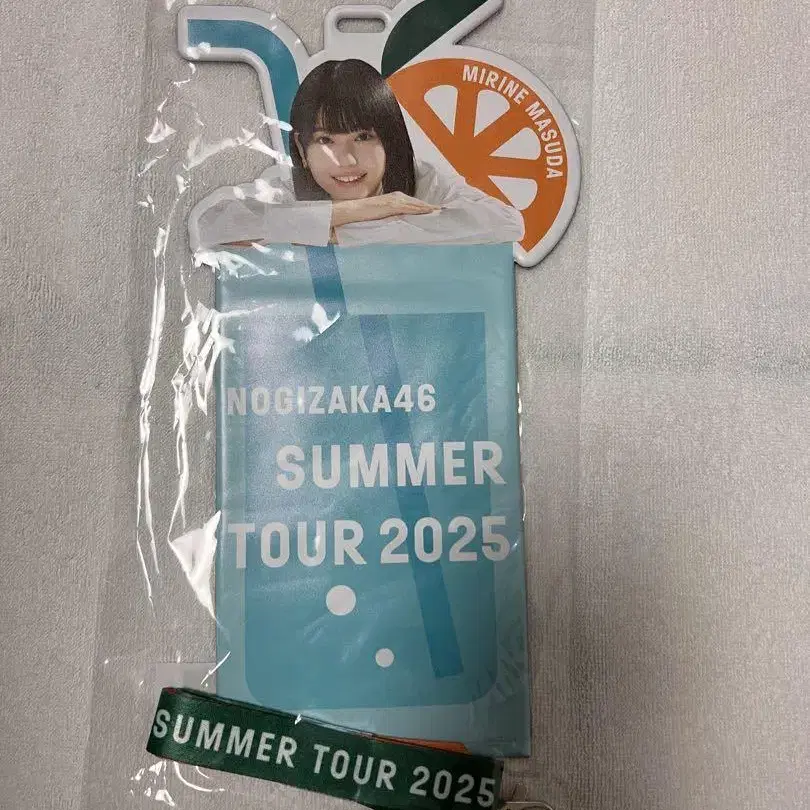 MIRINE MASUDA
NOGIZAKA46
SUMMER
TOUR 2025
SUMMER TOUR 2025